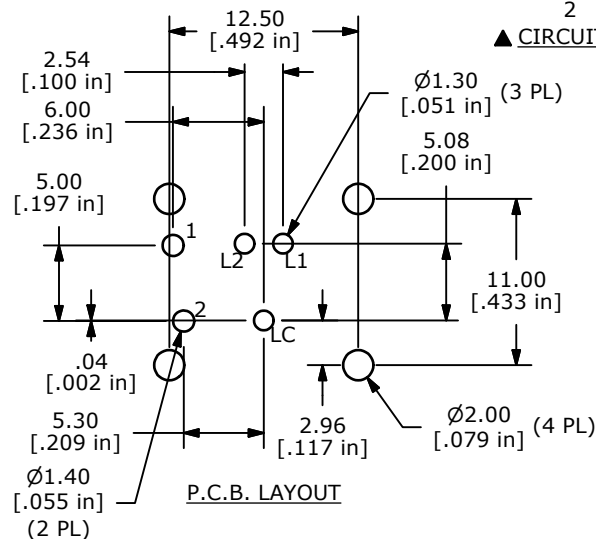 12.50
[.492 in]
2
▲ CIRCUIT
2.54
[.100 in]
6.00
[.236 in]
Ø1.30
[.051 in] (3 PL)
5.08
[.200 in]
5.00
[.197 in]
1
L2
L1
11.00
[.433 in]
2
LC
.04
[.002 in]
5.30
[.209 in]
2.96
[.117 in]
Ø2.00
[.079 in] (4 PL)
Ø1.40
[.055 in]
(2 PL)
P.C.B. LAYOUT